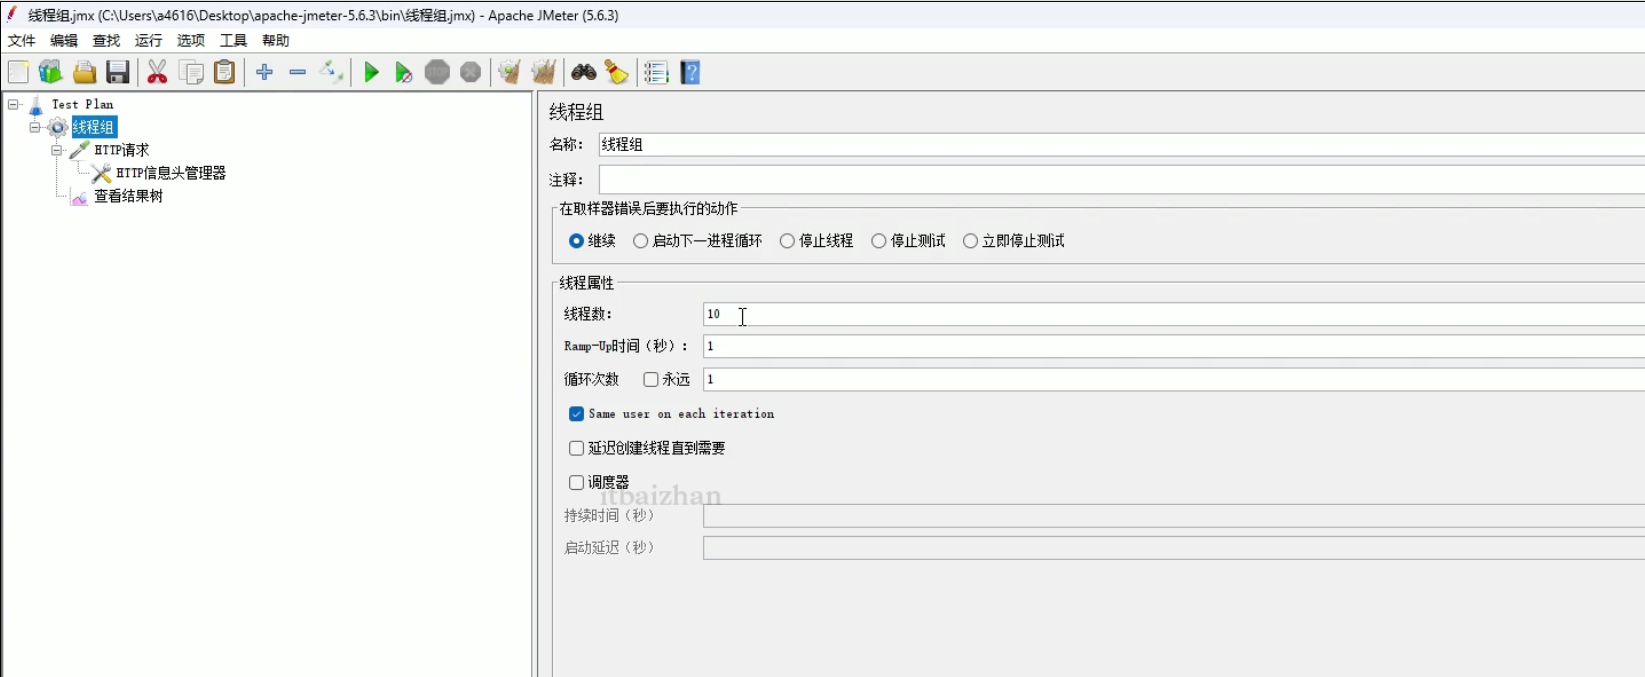 线程组.jmx (C:\Users\a4616\Desktop\apache-jmeter-5.6.3\bin\线程组.jmx) - Apache JMeter (5.6.3)
文件 编辑 查找 运行 选项 工具 帮助
STOP
Test Plan
线程组
HTTP请求
HTTP信息头管理器
查看结果树
线程组
名称： 线程组
注释：
在取样器错误后要执行的动作
继续 启动下一进程循环 停止线程 停止测试 立即停止测试
线程属性
线程数： 10
Ramp-Up时间（秒）： 1
循环次数 永远 1
Same user on each iteration
延迟创建线程直到需要
调度器
itbaizhan
持续时间（秒）
启动延迟（秒）